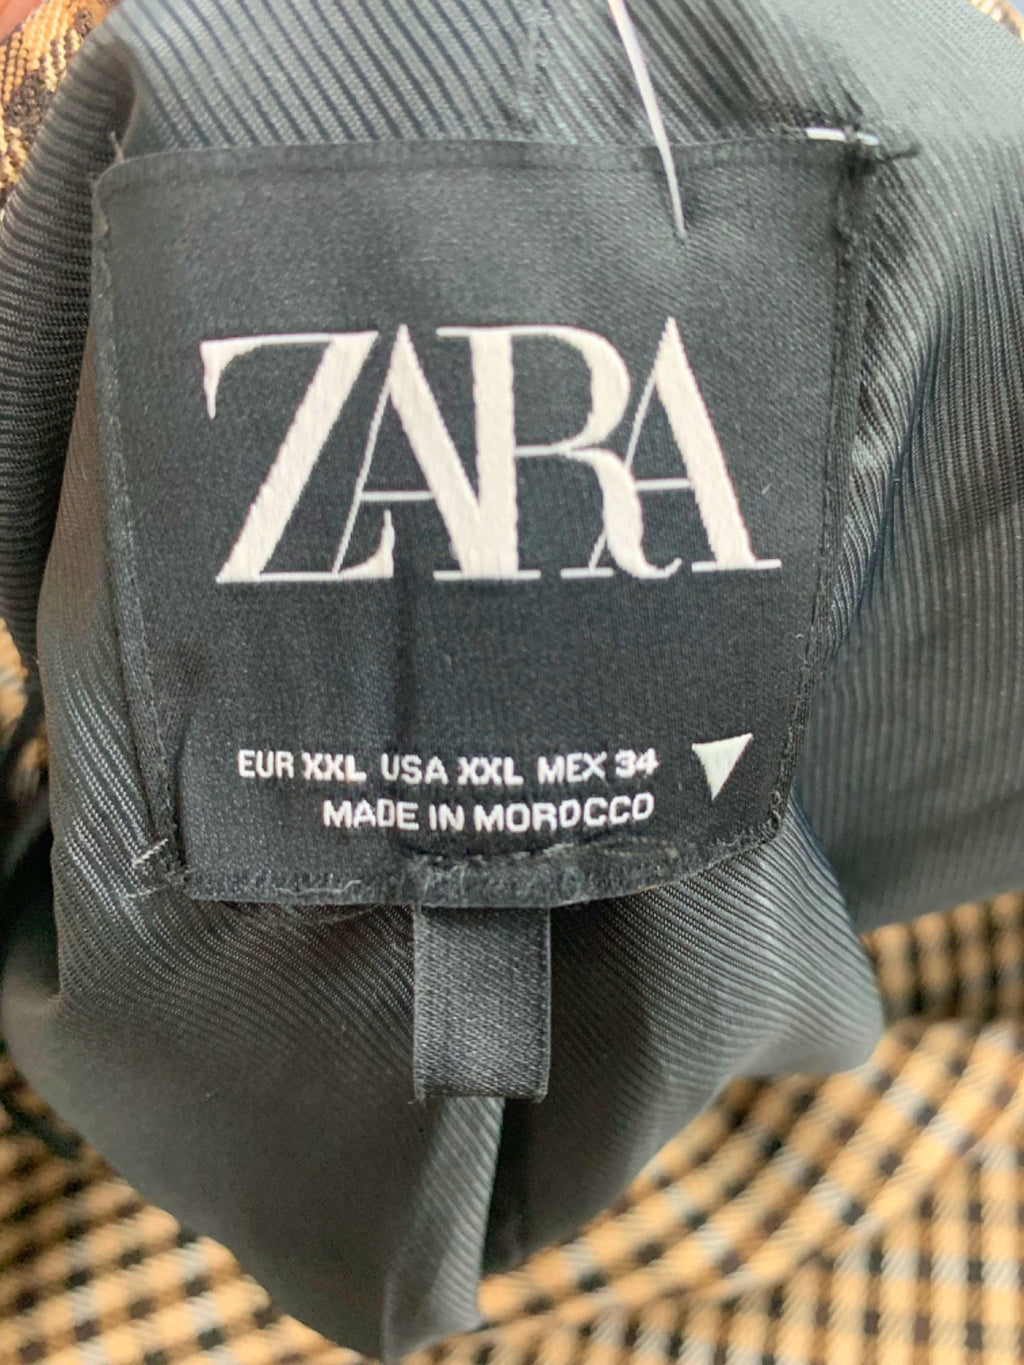 ZARA
EUR XXL USA XXL MEX 34
MADE IN MOROCCO